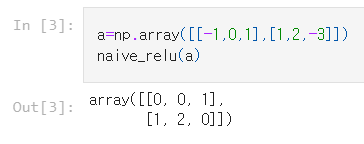 In [3]:
a=np.array([[-1,0,1],[1,2,-3]])
naive_relu(a)
Out[3]:
array([[0, 0, 1],
[1, 2, 0]])